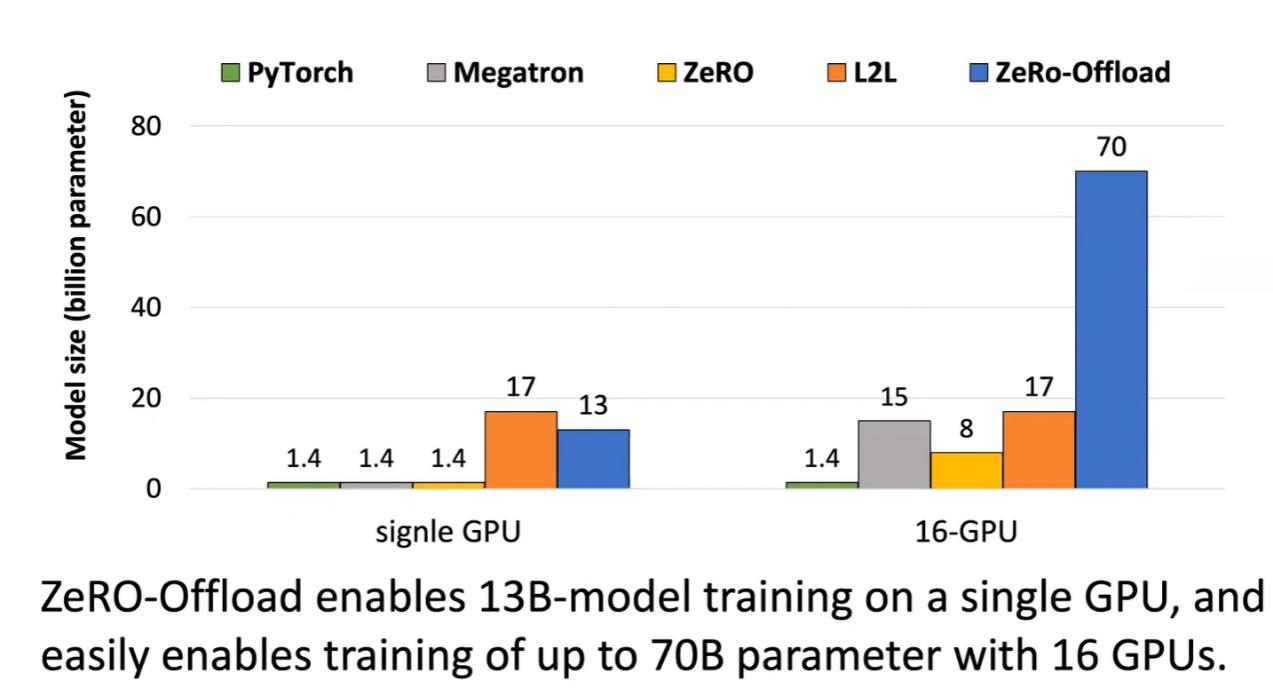 PyTorch Megatron ZeRO L2L ZeRo-Offload
Model size (billion parameter)
80
60
40
20
0
1.4 1.4 1.4 17 13
1.4 15 8 17 70
signle GPU 16-GPU
ZeRO-Offload enables 13B-model training on a single GPU, and
easily enables training of up to 70B parameter with 16 GPUs.